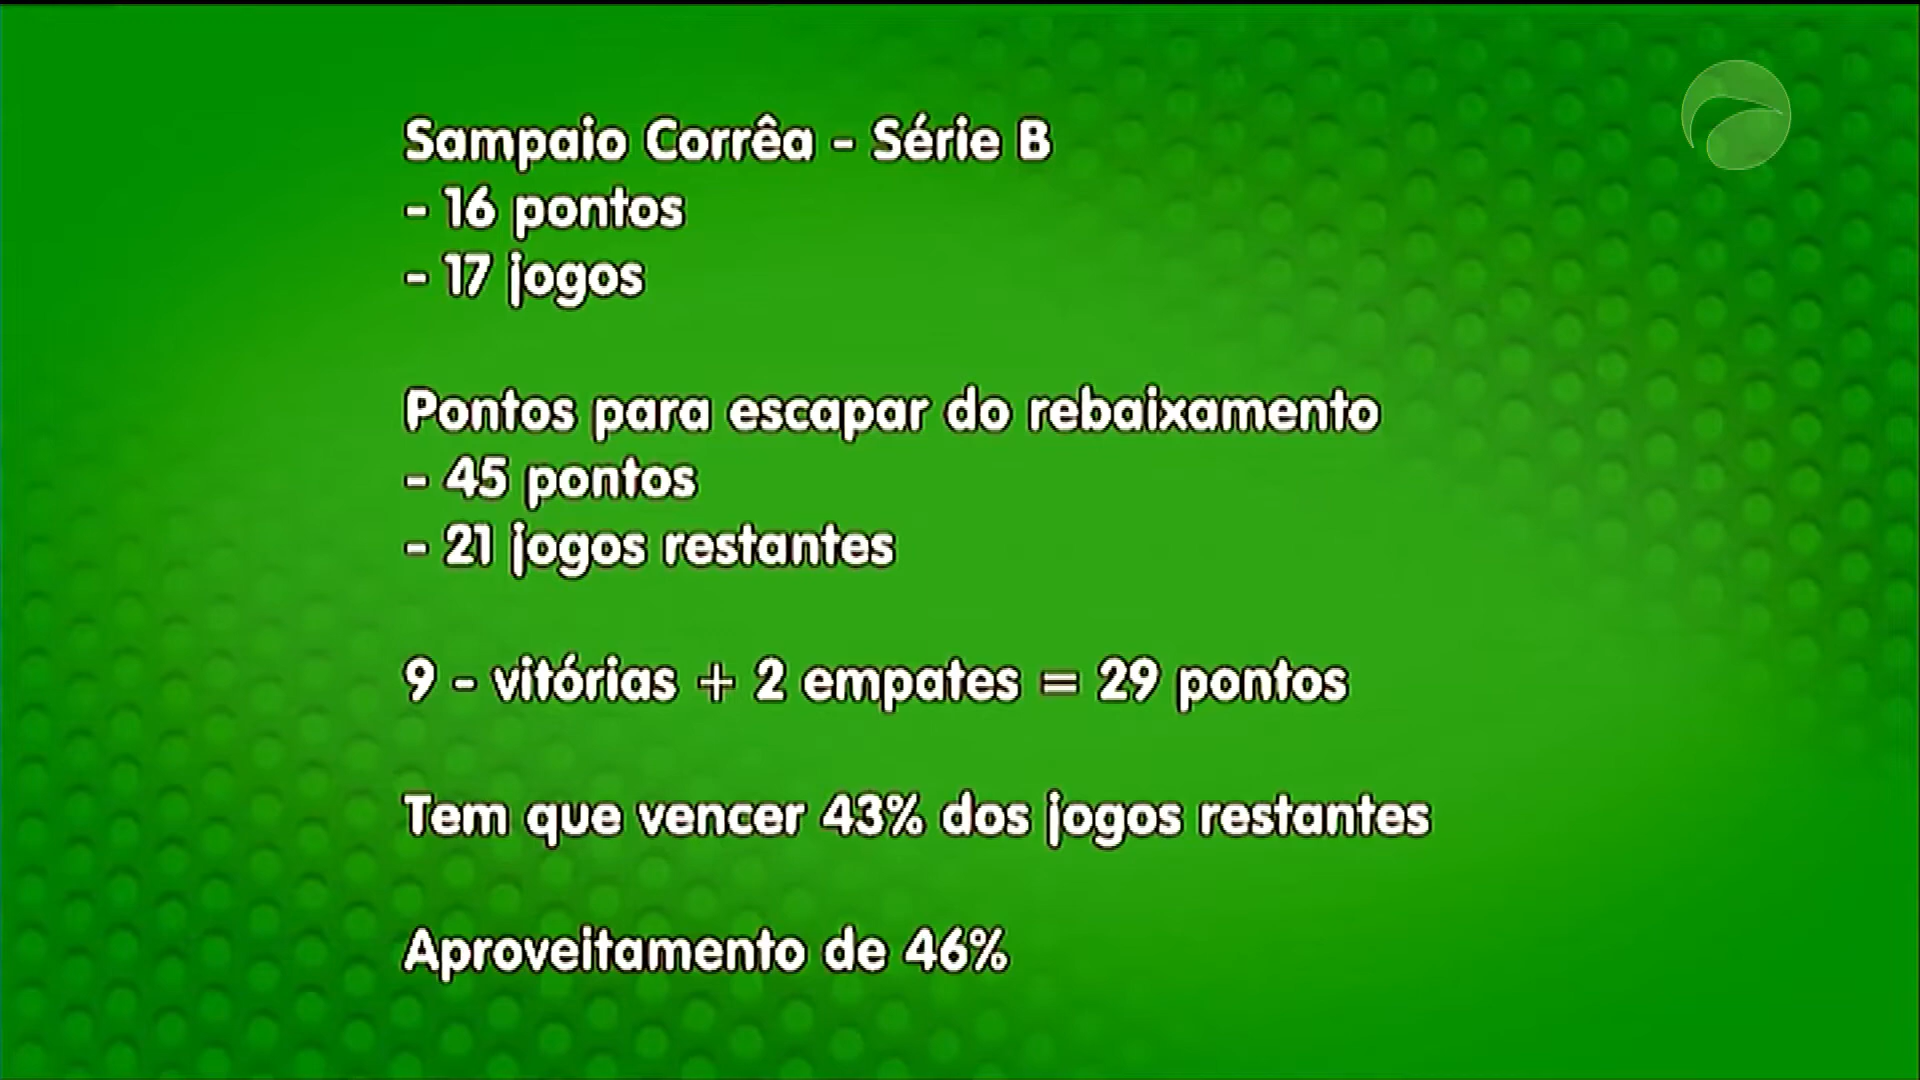 Sampaio Corrêa - Série B
- 16 pontos
- 17 jogos
Pontos para escapar do rebaixamento
- 45 pontos
- 21 jogos restantes
9 - vitórias + 2 empates = 29 pontos
Tem que vencer 43% dos jogos restantes
Aproveitamento de 46%